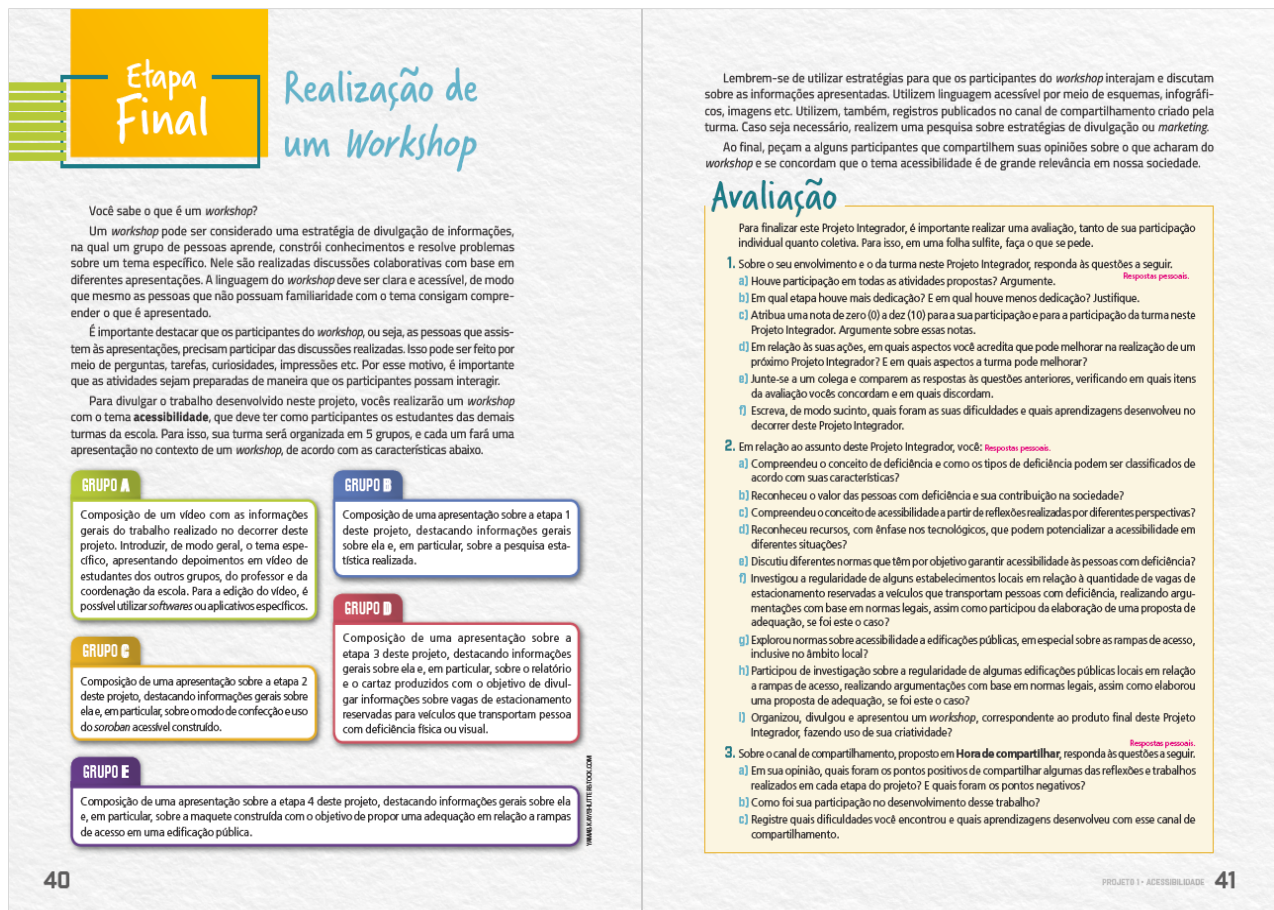 Etapa
Final
Realização de
um Workshop
Você sabe o que é um workshop?
Um workshop pode ser considerado uma estratégia de divulgação de informações,
na qual um grupo de pessoas aprende, constrói conhecimentos e resolve problemas
sobre um tema específico. Nele são realizadas discussões colaborativas com base em
diferentes apresentações. A linguagem do workshop deve ser clara e acessível, de modo
que mesmo as pessoas que não possuam familiaridade com o tema consigam compre-
ender o que é apresentado.
É importante destacar que os participantes do workshop, ou seja, as pessoas que assis-
tem às apresentações, precisam participar das discussões realizadas. Isso pode ser feito por
meio de perguntas, tarefas, curiosidades, impressões etc. Por esse motivo, é importante
que as atividades sejam preparadas de maneira que os participantes possam interagir.
Para divulgar o trabalho desenvolvido neste projeto, vocês realizarão um workshop
com o tema acessibilidade, que deve ter como participantes os estudantes das demais
turmas da escola. Para isso, sua turma será organizada em 5 grupos, e cada um fará uma
apresentação no contexto de um workshop, de acordo com as características abaixo.
GRUPO A
Composição de um vídeo com as informações
gerais do trabalho realizado no decorrer deste
projeto. Introduzir, de modo geral, o tema espe-
cífico, apresentando depoimentos em vídeo de
estudantes dos outros grupos, do professor e da
coordenação da escola. Para a edição do vídeo, é
possível utilizar softwares ou aplicativos específicos.
GRUPO B
Composição de uma apresentação sobre a etapa 1
deste projeto, destacando informações gerais
sobre ela e, em particular, sobre a pesquisa esta-
tística realizada.
GRUPO C
Composição de uma apresentação sobre a etapa 2
deste projeto, destacando informações gerais sobre
ela e, em particular, sobre o modo de confecção e uso
do soroban acessível construído.
GRUPO D
Composição de uma apresentação sobre a
etapa 3 deste projeto, destacando informações
gerais sobre ela e, em particular, sobre o relatório
e o cartaz produzidos com o objetivo de divul-
gar informações sobre vagas de estacionamento
reservadas para veículos que transportam pessoa
com deficiência física ou visual.
GRUPO E
Composição de uma apresentação sobre a etapa 4 deste projeto, destacando informações gerais sobre ela
e, em particular, sobre a maquete construída com o objetivo de propor uma adequação em relação a rampas
de acesso em uma edificação pública.
40
Lembrem-se de utilizar estratégias para que os participantes do workshop interajam e discutam
sobre as informações apresentadas. Utilizem linguagem acessível por meio de esquemas, infográfi-
cos, imagens etc. Utilizem, também, registros publicados no canal de compartilhamento criado pela
turma. Caso seja necessário, realizem uma pesquisa sobre estratégias de divulgação ou marketing.
Ao final, peçam a alguns participantes que compartilhem suas opiniões sobre o que acharam do
workshop e se concordam que o tema acessibilidade é de grande relevância em nossa sociedade.
Avaliação
Para finalizar este Projeto Integrador, é importante realizar uma avaliação, tanto de sua participação
individual quanto coletiva. Para isso, em uma folha sulfite, faça o que se pede.
1. Sobre o seu envolvimento e o da turma neste Projeto Integrador, responda às questões a seguir.
Respostas pessoais.
a) Houve participação em todas as atividades propostas? Argumente.
b) Em qual etapa houve mais dedicação? E em qual houve menos dedicação? Justifique.
c) Atribua uma nota de zero (0) a dez (10) para a sua participação e para a participação da turma neste
Projeto Integrador. Argumente sobre essas notas.
d) Em relação às suas ações, em quais aspectos você acredita que pode melhorar na realização de um
próximo Projeto Integrador? E em quais aspectos a turma pode melhorar?
e) Junte-se a um colega e comparem as respostas às questões anteriores, verificando em quais itens
da avaliação vocês concordam e em quais discordam.
f) Escreva, de modo sucinto, quais foram as suas dificuldades e quais aprendizagens desenvolveu no
decorrer deste Projeto Integrador.
2. Em relação ao assunto deste Projeto Integrador, você: Respostas pessoais.
a) Compreendeu o conceito de deficiência e como os tipos de deficiência podem ser classificados de
acordo com suas características?
b) Reconheceu o valor das pessoas com deficiência e sua contribuição na sociedade?
c) Compreendeu o conceito de acessibilidade a partir de reflexões realizadas por diferentes perspectivas?
d) Reconheceu recursos, com ênfase nos tecnológicos, que podem potencializar a acessibilidade em
diferentes situações?
e) Discutiu diferentes normas que têm por objetivo garantir acessibilidade às pessoas com deficiência?
f) Investigou a regularidade de alguns estabelecimentos locais em relação à quantidade de vagas de
estacionamento reservadas a veículos que transportam pessoas com deficiência, realizando argu-
mentações com base em normas legais, assim como participou da elaboração de uma proposta de
adequação, se foi este o caso?
g) Explorou normas sobre acessibilidade a edificações públicas, em especial sobre as rampas de acesso,
inclusive no âmbito local?
h) Participou de investigação sobre a regularidade de algumas edificações públicas locais em relação
a rampas de acesso, realizando argumentações com base em normas legais, assim como elaborou
uma proposta de adequação, se foi este o caso?
I) Organizou, divulgou e apresentou um workshop, correspondente ao produto final deste Projeto
Integrador, fazendo uso de sua criatividade?
Respostas pessoais.
3. Sobre o canal de compartilhamento, proposto em Hora de compartilhar, responda às questões a seguir.
a) Em sua opinião, quais foram os pontos positivos de compartilhar algumas das reflexões e trabalhos
realizados em cada etapa do projeto? E quais foram os pontos negativos?
b) Como foi sua participação no desenvolvimento desse trabalho?
c) Registre quais dificuldades você encontrou e quais aprendizagens desenvolveu com esse canal de
compartilhamento.
PROJETO 1 - ACESSIBILIDADE 41